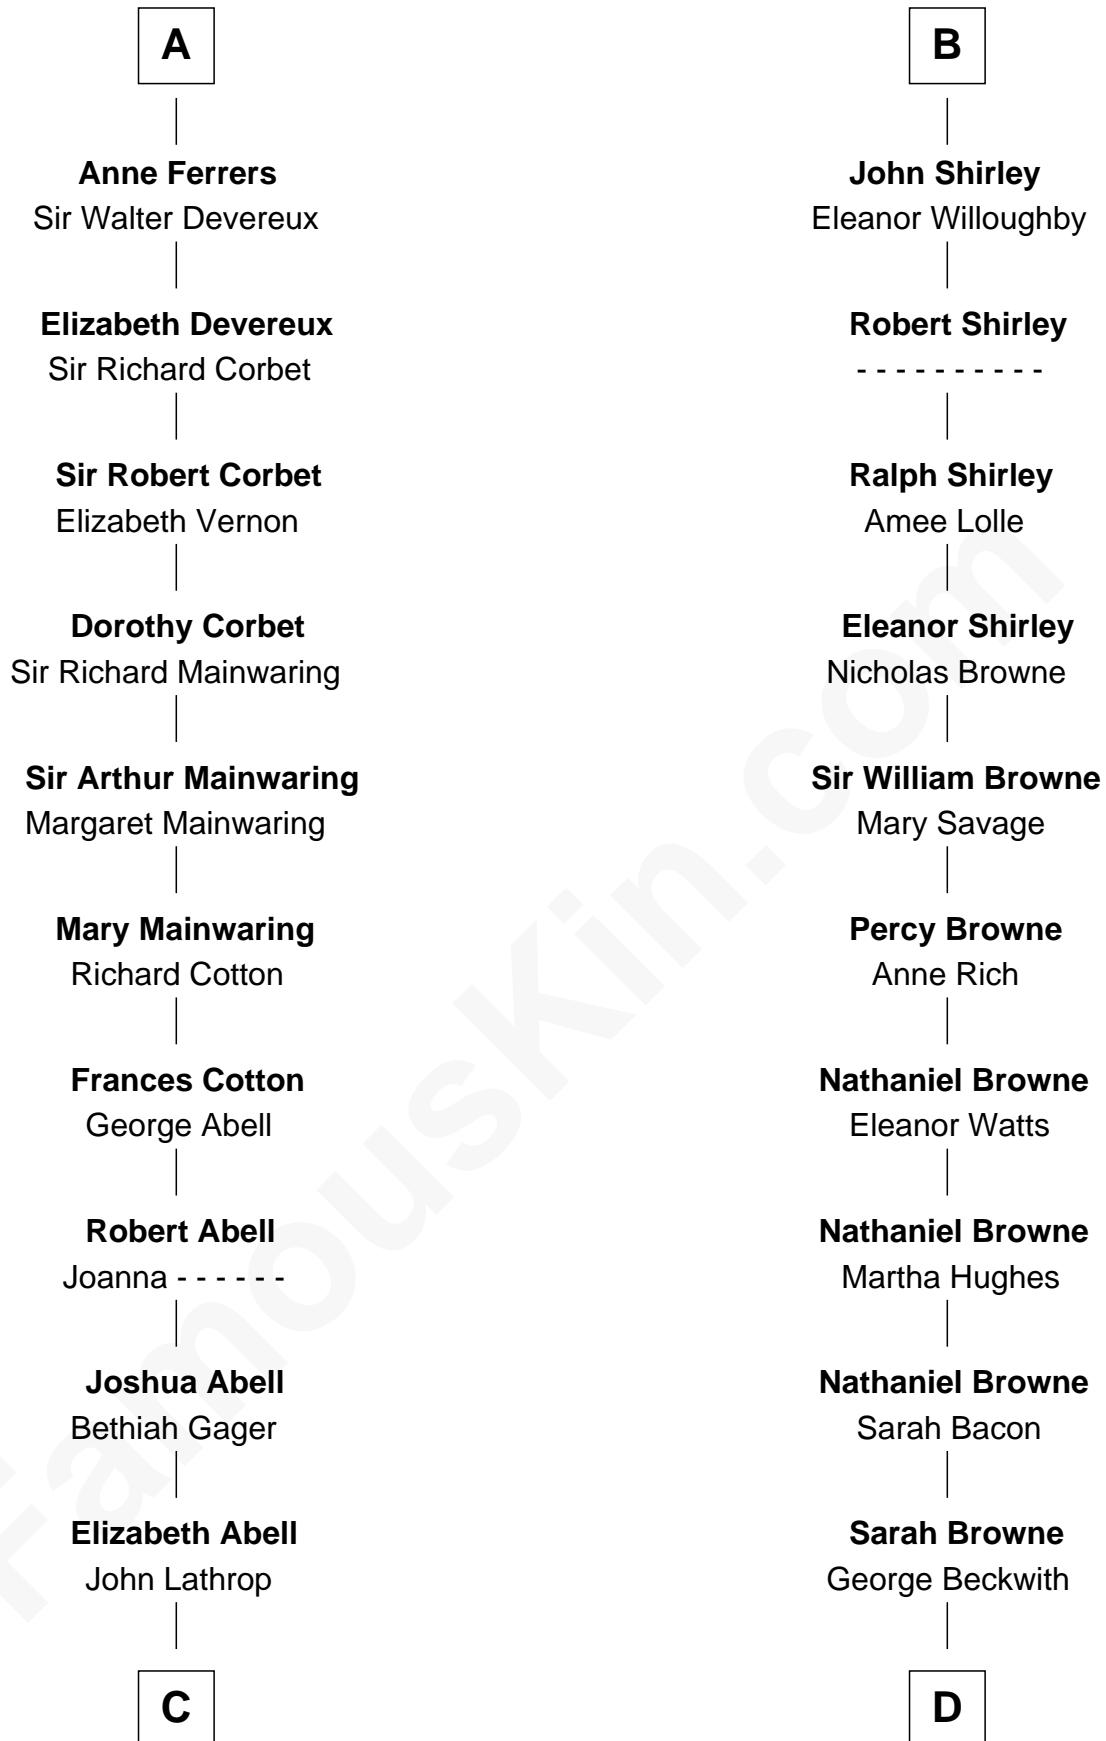 A
Anne Ferrers
Sir Walter Devereux
Elizabeth Devereux
Sir Richard Corbet
Sir Robert Corbet
Elizabeth Vernon
Dorothy Corbet
Sir Richard Mainwaring
Sir Arthur Mainwaring
Margaret Mainwaring
Mary Mainwaring
Richard Cotton
Frances Cotton
George Abell
Robert Abell
Joanna - - - - - -
Joshua Abell
Bethiah Gager
Elizabeth Abell
John Lathrop
C
B
John Shirley
Eleanor Willoughby
Robert Shirley
- - - - - - - - - -
Ralph Shirley
Amee Lolle
Eleanor Shirley
Nicholas Browne
Sir William Browne
Mary Savage
Percy Browne
Anne Rich
Nathaniel Browne
Eleanor Watts
Nathaniel Browne
Martha Hughes
Nathaniel Browne
Sarah Bacon
Sarah Browne
George Beckwith
D
FamousKin.com